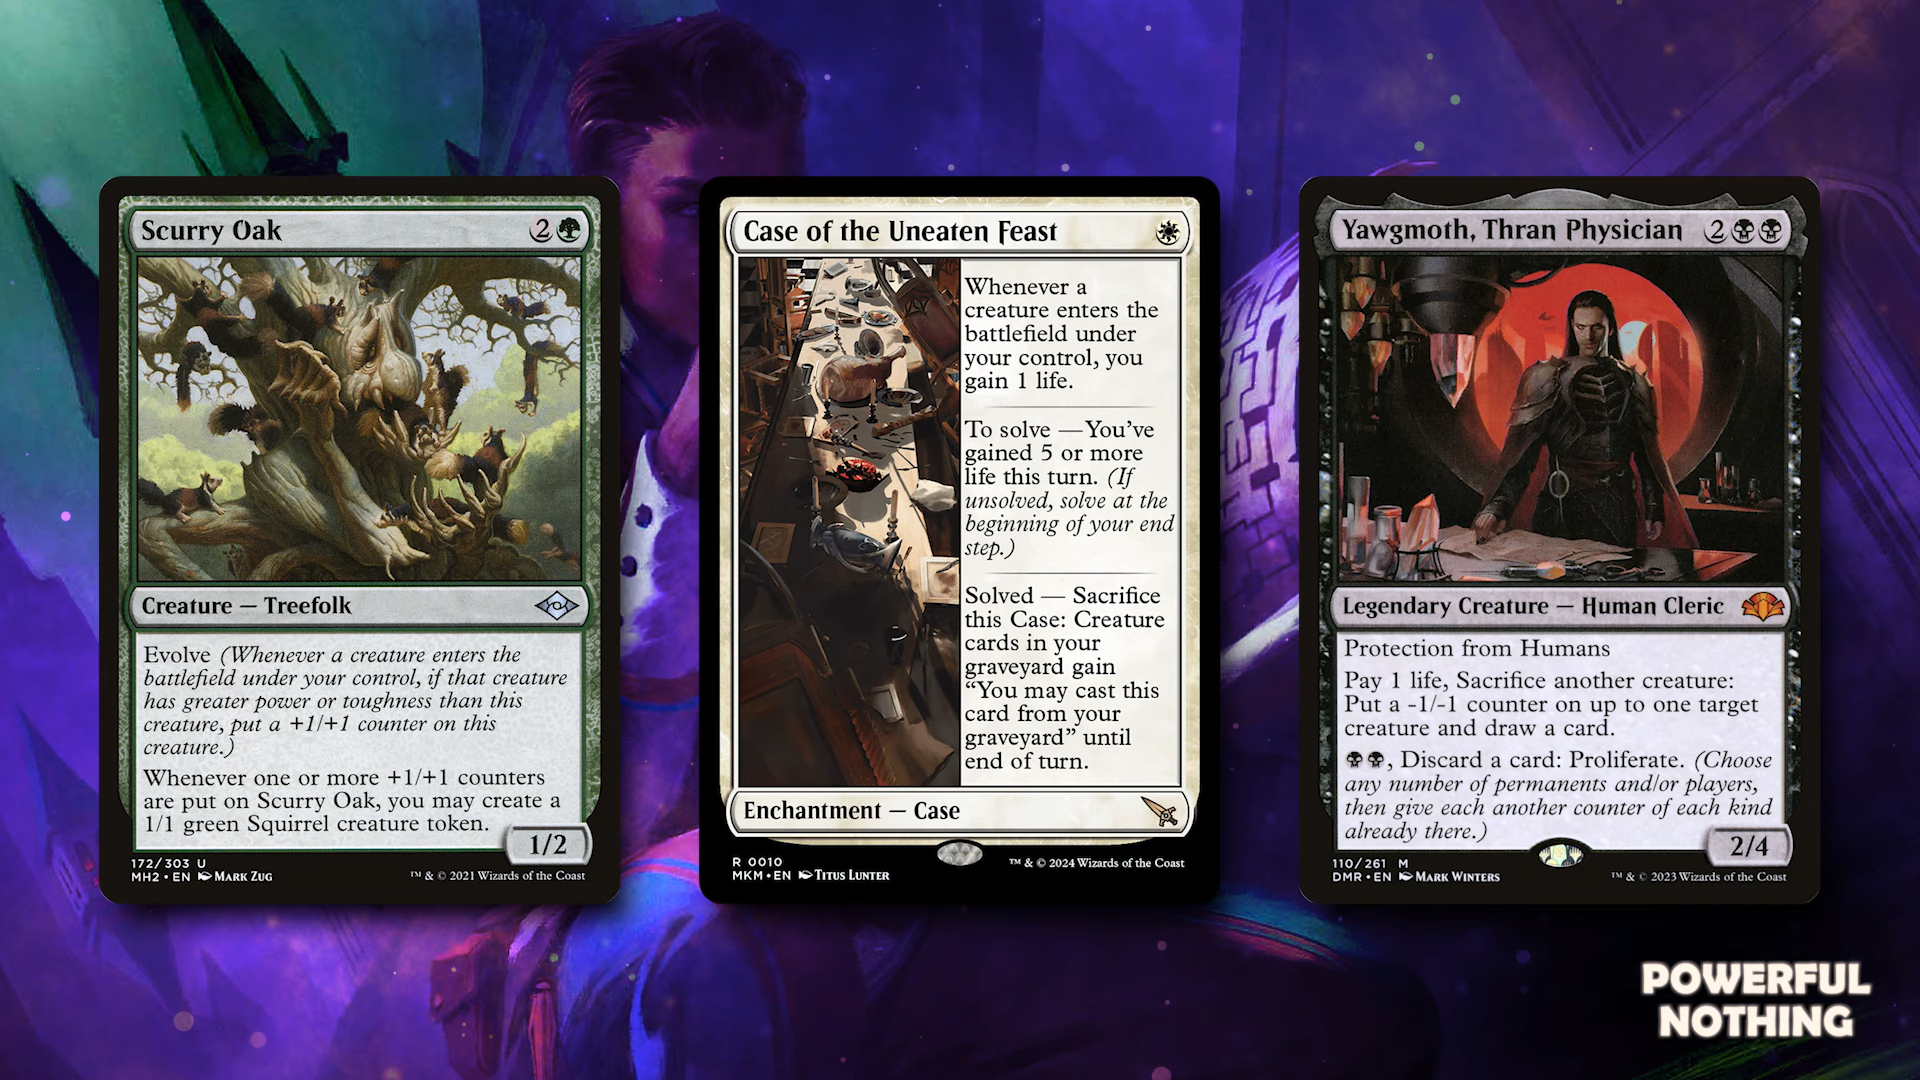 Scurry Oak 2
Creature — Treefolk
Evolve (Whenever a creature enters the
battlefield under your control, if that creature
has greater power or toughness than this
creature, put a +1/+1 counter on this
creature.)
Whenever one or more +1/+1 counters
are put on Scurry Oak, you may create a
1/1 green Squirrel creature token.
1/2
172/303 U
MH2 • EN Mark Zug
™ & © 2021 Wizards of the Coast
Case of the Uneaten Feast
Whenever a
creature enters the
battlefield under
your control, you
gain 1 life.
To solve — You've
gained 5 or more
life this turn. (If
unsolved, solve at the
beginning of your end
step.)
Solved — Sacrifice
this Case: Creature
cards in your
graveyard gain
"You may cast this
card from your
graveyard" until
end of turn.
Enchantment — Case
R 0010
MKM • EN Titus Lunter
™ & © 2024 Wizards of the Coast
Yawgmoth, Thran Physician 2
Legendary Creature — Human Cleric
Protection from Humans
Pay 1 life, Sacrifice another creature:
Put a -1/-1 counter on up to one target
creature and draw a card.
, Discard a card: Proliferate. (Choose
any number of permanents and/or players,
then give each another counter of each kind
already there.)
2/4
110/261 M
DMR • EN Mark Winters
™ & © 2023 Wizards of the Coast
POWERFUL
NOTHING